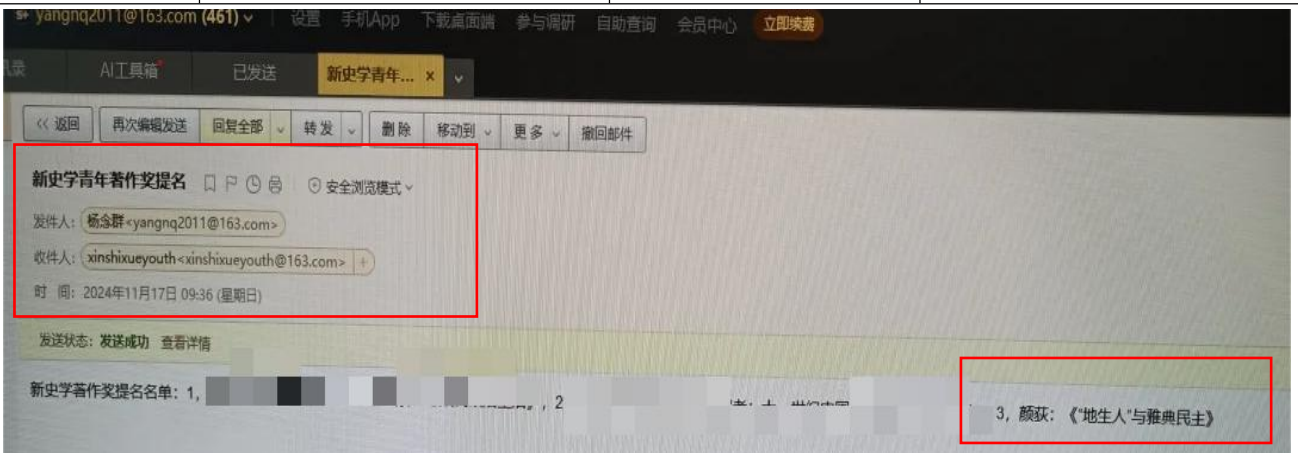 yangnq2011@163.com (461) 设置 手机App 下载桌面端 参与调研 自助查询 会员中心 立即续费
AI工具箱 已发送 新史学青年... ×
<< 返回 再次编辑发送 回复全部 转发 删除 移动到 更多 撤回邮件
新史学青年著作奖提名 安全浏览模式
发件人: 杨念群<yangnq2011@163.com>
收件人: xinshixueyouth<xinshixueyouth@163.com> +
时 间: 2024年11月17日 09:36 (星期日)
发送状态: 发送成功 查看详情
新史学著作奖提名名单: 1, 》, 2 3, 颜荻: 《“地生人”与雅典民主》